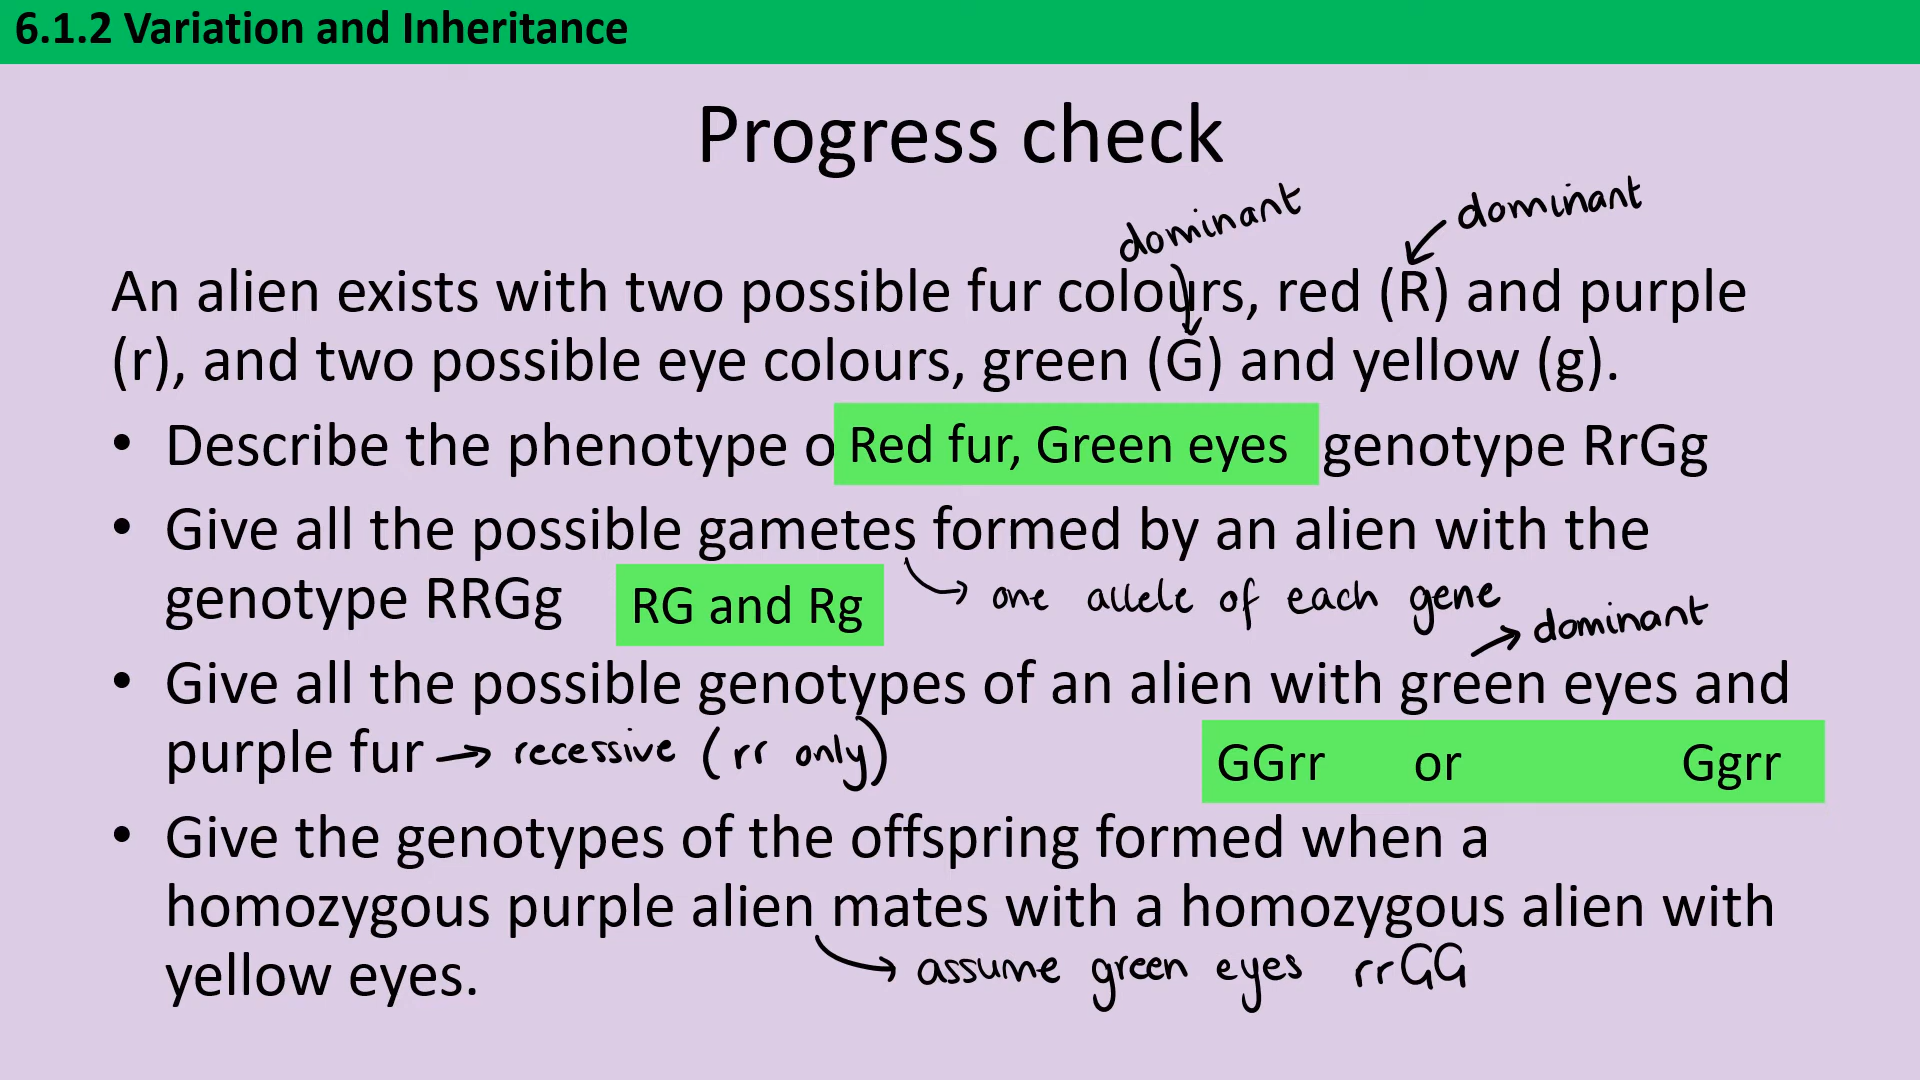 6.1.2 Variation and Inheritance
Progress check
dominant
dominant
An alien exists with two possible fur colours, red (R) and purple
(r), and two possible eye colours, green (G) and yellow (g).
• Describe the phenotype o Red fur, Green eyes genotype RrGg
• Give all the possible gametes formed by an alien with the
genotype RRGg RG and Rg one allele of each gene
dominant
• Give all the possible genotypes of an alien with green eyes and
purple fur → recessive (rr only) GGrr or Ggrr
• Give the genotypes of the offspring formed when a
homozygous purple alien mates with a homozygous alien with
yellow eyes. assume green eyes rrGG